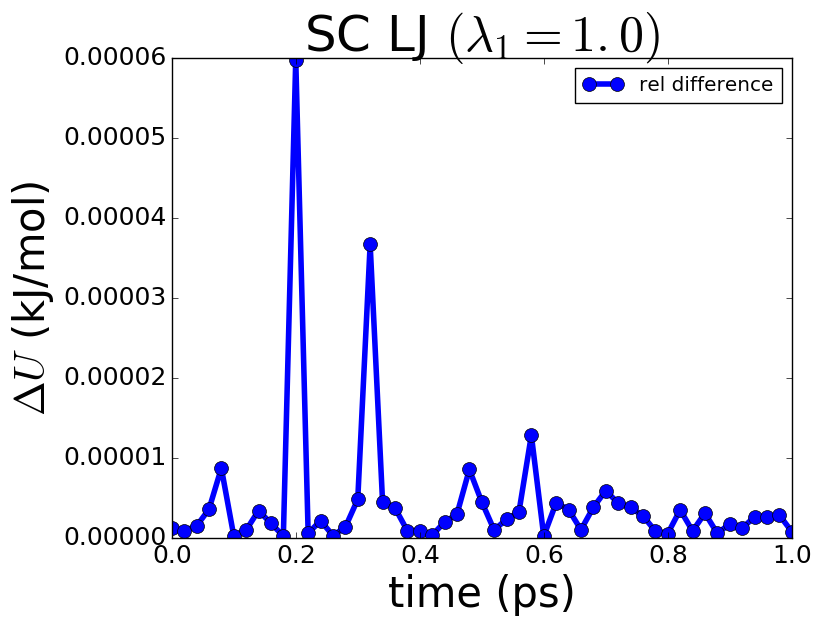 SC LJ (λ₁ = 1.0)
rel difference
ΔU (kJ/mol)
0.00006
0.00005
0.00004
0.00003
0.00002
0.00001
0.00000
0.0 0.2 0.4 0.6 0.8 1.0
time (ps)